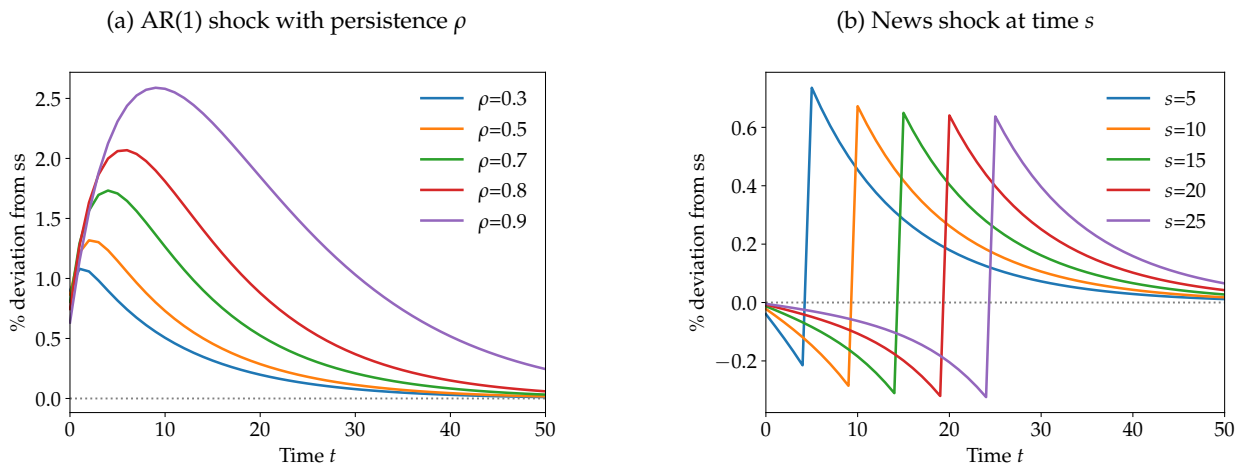 (a) AR(1) shock with persistence ρ
% deviation from ss
2.5
2.0
1.5
1.0
0.5
0.0
ρ=0.3
ρ=0.5
ρ=0.7
ρ=0.8
ρ=0.9
0 10 20 30 40 50
Time t
(b) News shock at time s
% deviation from ss
0.6
0.4
0.2
0.0
−0.2
s=5
s=10
s=15
s=20
s=25
0 10 20 30 40 50
Time t